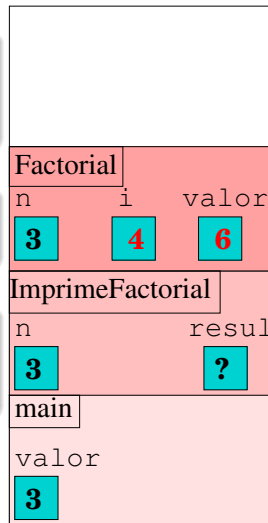 Factorial
n i valor
3 4 6
ImprimeFactorial
n resul
3 ?
main
valor
3